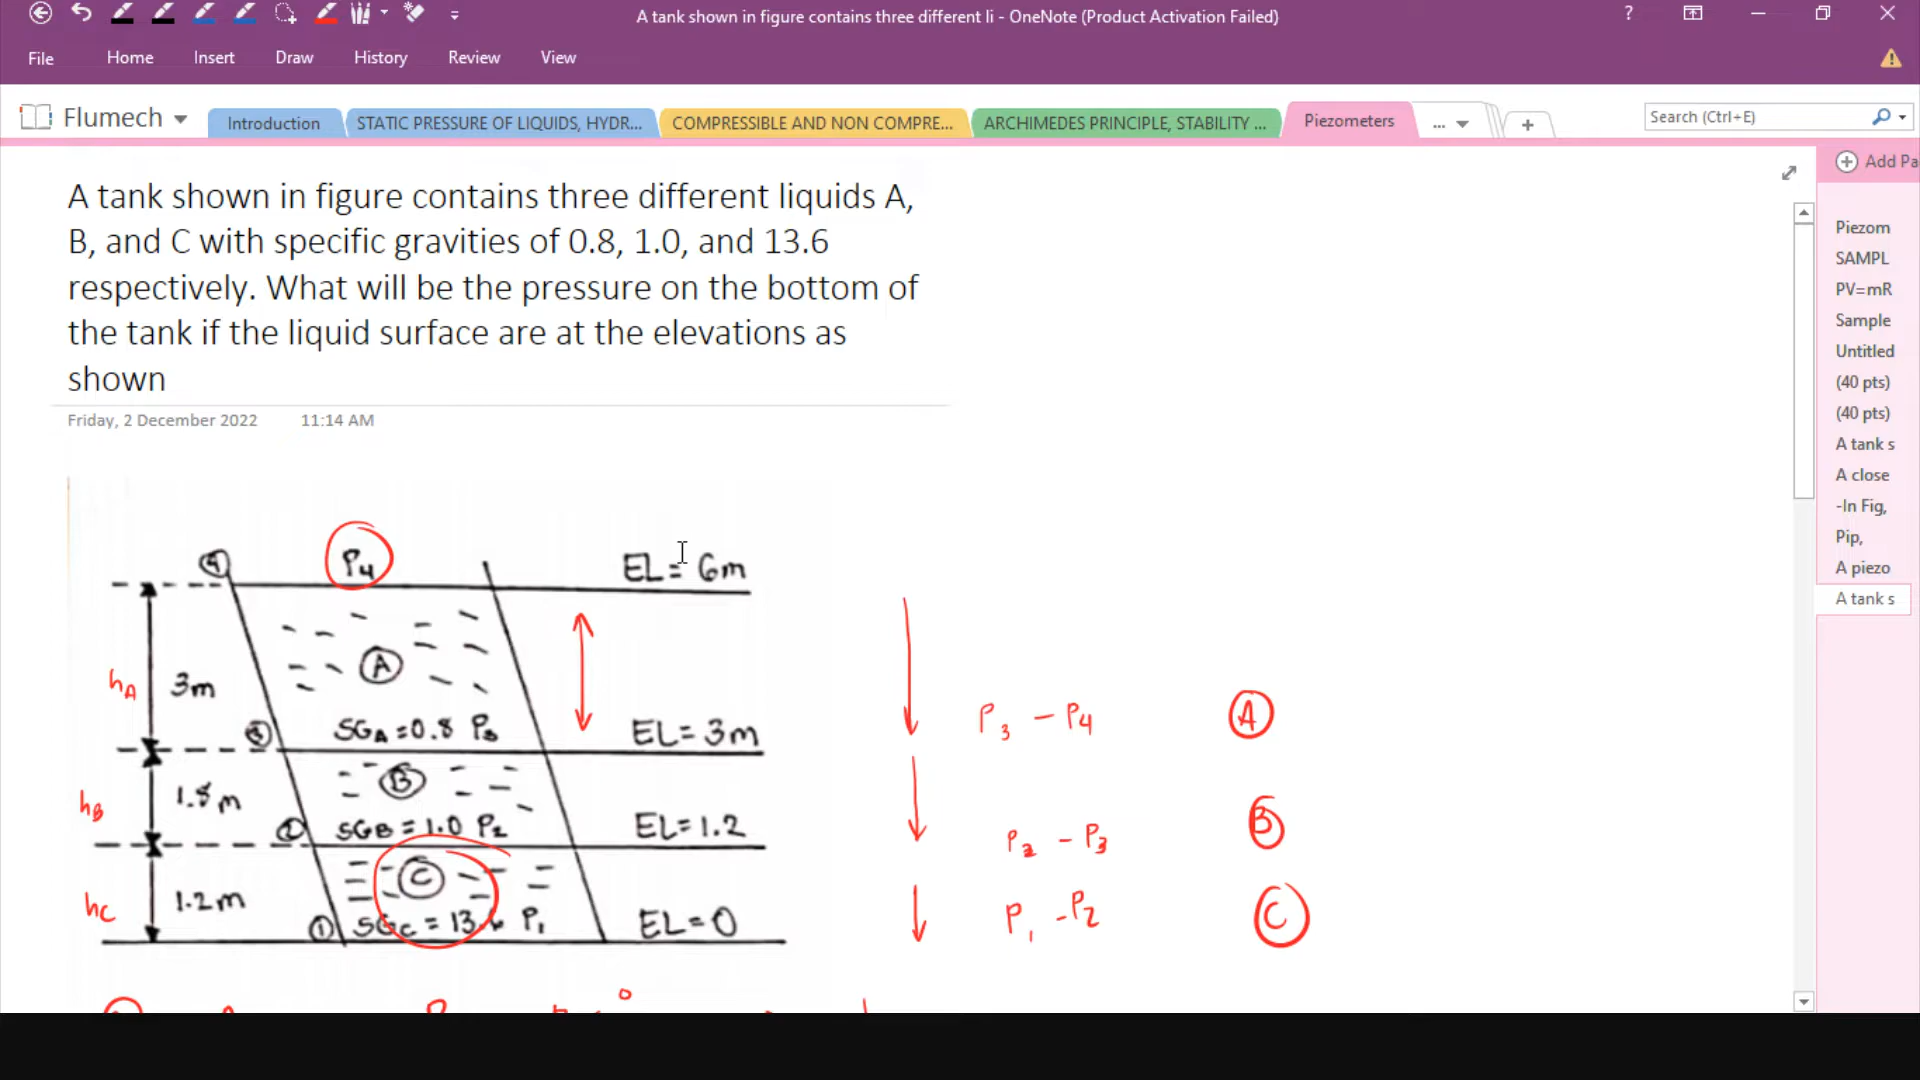 A tank shown in figure contains three different li - OneNote (Product Activation Failed)
?
File
Home
Insert
Draw
History
Review
View
Flumech
Introduction
STATIC PRESSURE OF LIQUIDS, HYDR...
COMPRESSIBLE AND NON COMPRE...
ARCHIMEDES PRINCIPLE, STABILITY ...
Piezometers
...
+
Search (Ctrl+E)
Add Pa
A tank shown in figure contains three different liquids A,
B, and C with specific gravities of 0.8, 1.0, and 13.6
respectively. What will be the pressure on the bottom of
the tank if the liquid surface are at the elevations as
shown
Friday, 2 December 2022
11:14 AM
Piezom
SAMPL
PV=mR
Sample
Untitled
(40 pts)
(40 pts)
A tank s
A close
-In Fig,
Pip,
A piezo
A tank s
4 P4 EL= 6m
A
hA 3m
3 SGA=0.8 P3 EL= 3m
P3 - P4 A
B
hB 1.8m
2 SGB=1.0 P2 EL=1.2
P2 - P3 B
C
hC 1.2m
1 SGC = 13.6 P1 EL=0
P1 - P2 C